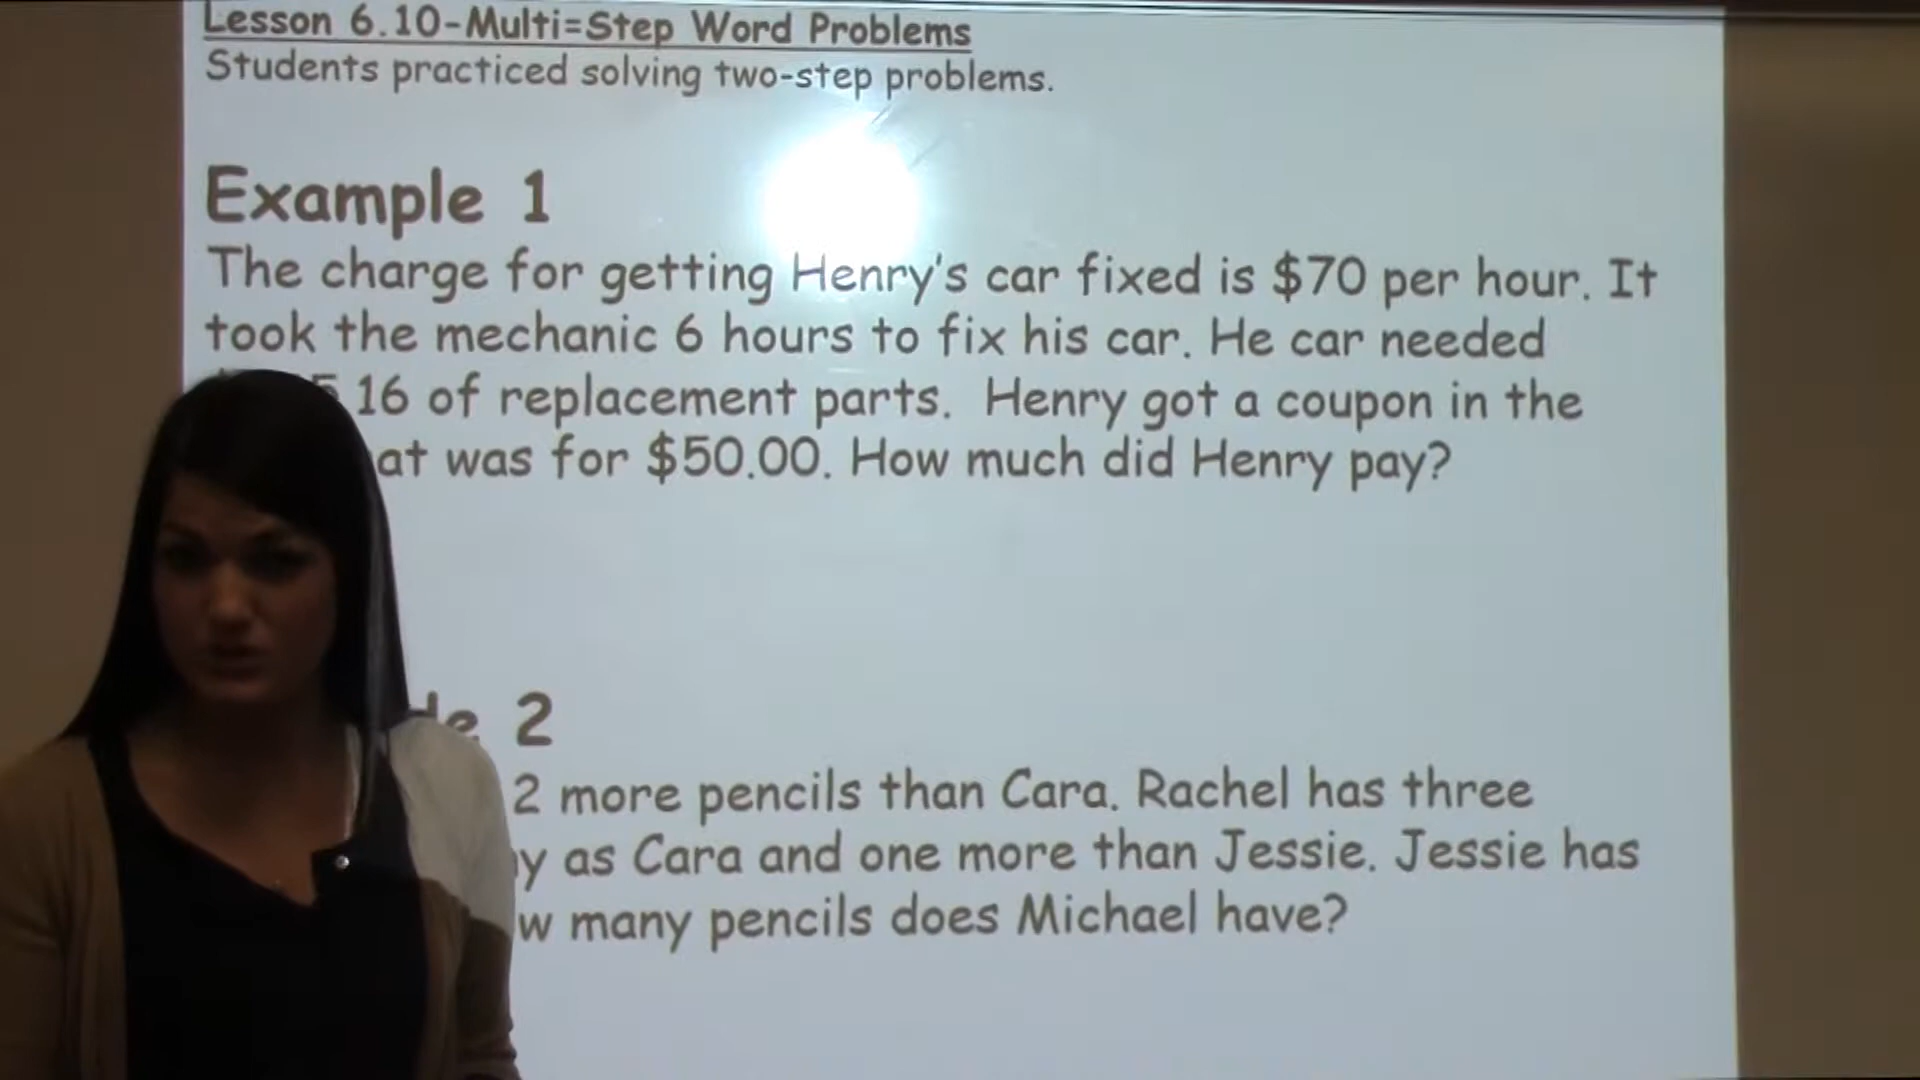 Lesson 6.10-Multi=Step Word Problems
Students practiced solving two-step problems.
Example 1
The charge for getting Henry's car fixed is $70 per hour. It
took the mechanic 6 hours to fix his car. He car needed
16 of replacement parts. Henry got a coupon in the
was for $50.00. How much did Henry pay?
2
2 more pencils than Cara. Rachel has three
as Cara and one more than Jessie. Jessie has
many pencils does Michael have?